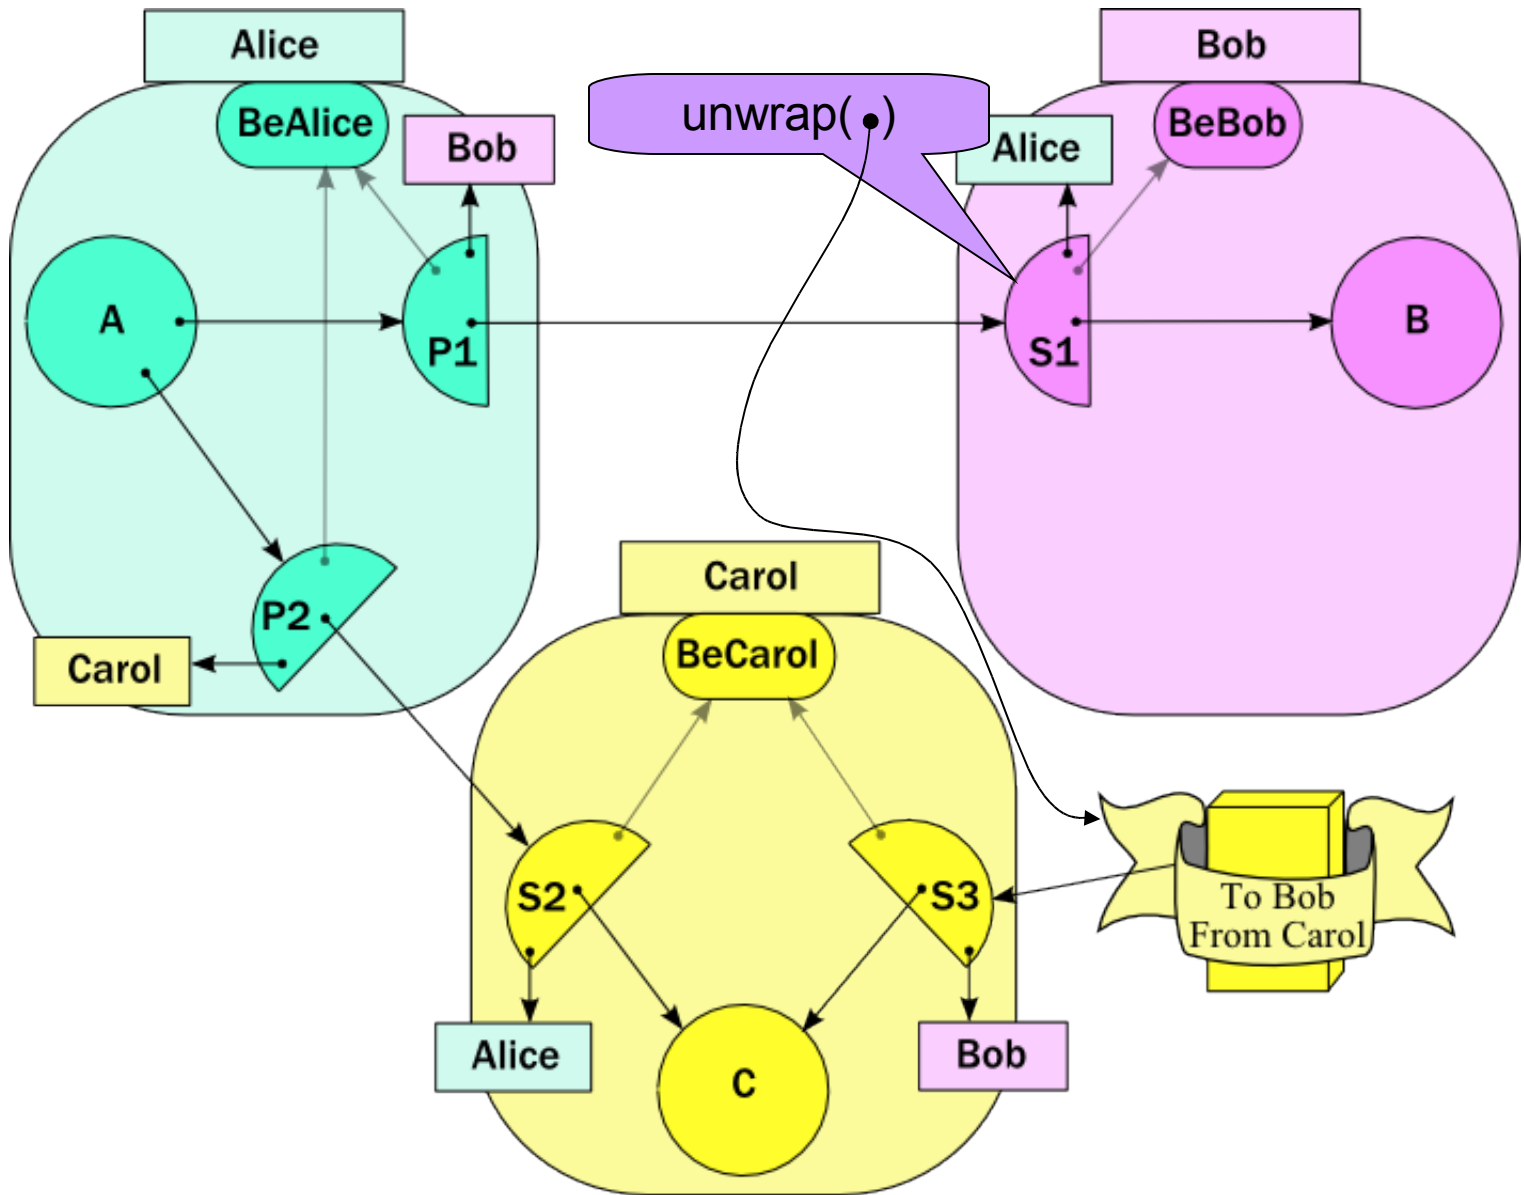 Alice
BeAlice
Bob
unwrap( )
Bob
BeBob
Alice
A
P1
S1
B
P2
Carol
Carol
BeCarol
S2
S3
To Bob
From Carol
Alice
C
Bob